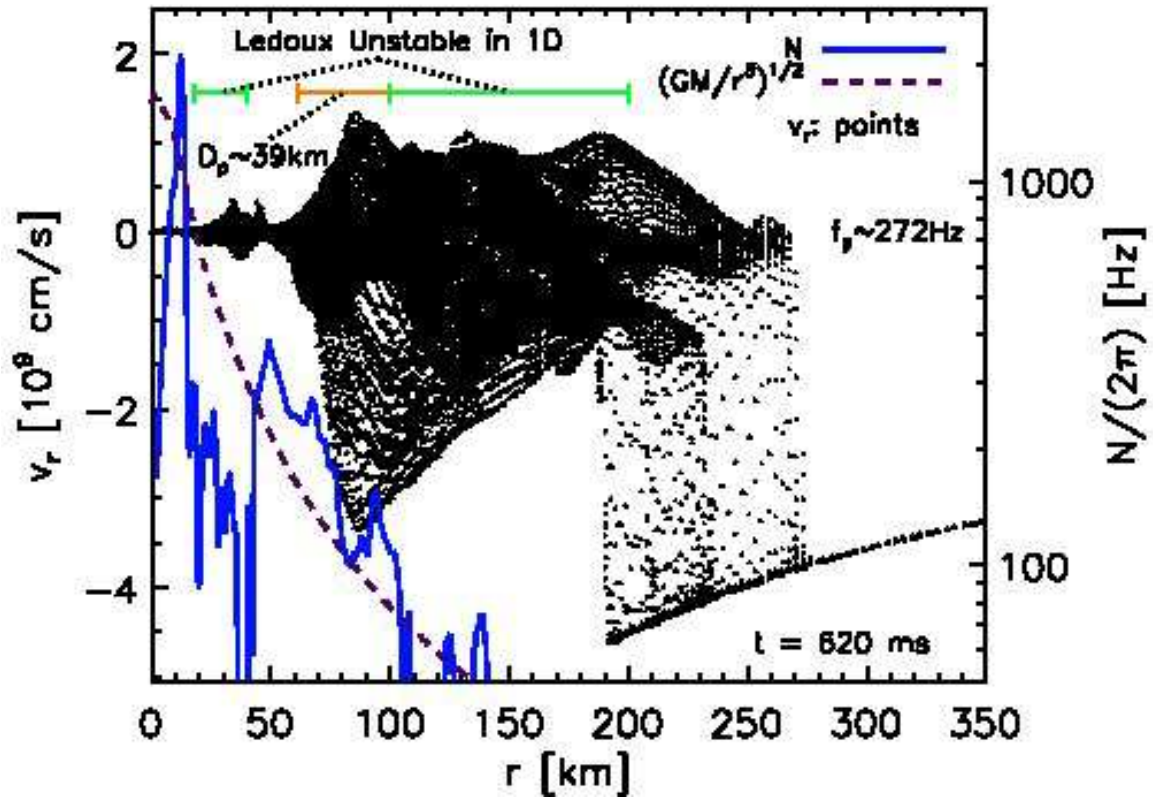 Ledoux Unstable in 1D
N
(GM/r³)^1/2
v_r: points
D_p~39km
f_p~272Hz
t = 620 ms
v_r [10⁹ cm/s]
2
0
−2
−4
N/(2π) [Hz]
1000
100
0 50 100 150 200 250 300 350
r [km]